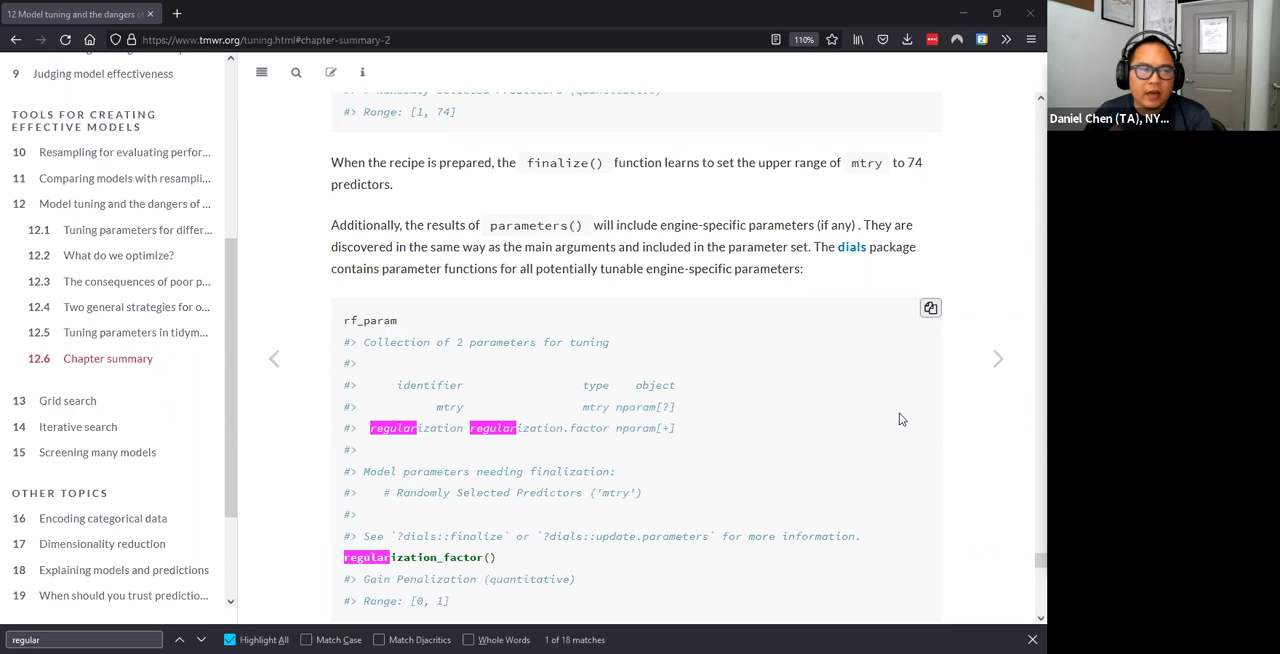 12 Model tuning and the dangers of
https://www.tmwr.org/tuning.html#chapter-summary-2
110%
9 Judging model effectiveness
TOOLS FOR CREATING
EFFECTIVE MODELS
10 Resampling for evaluating perfor...
11 Comparing models with resampli...
12 Model tuning and the dangers of ...
12.1 Tuning parameters for differ...
12.2 What do we optimize?
12.3 The consequences of poor p...
12.4 Two general strategies for o...
12.5 Tuning parameters in tidym...
12.6 Chapter summary
13 Grid search
14 Iterative search
15 Screening many models
OTHER TOPICS
16 Encoding categorical data
17 Dimensionality reduction
18 Explaining models and predictions
19 When should you trust predictio...
#> # Randomly Selected Predictors (quantitative)
#> Range: [1, 74]
When the recipe is prepared, the finalize() function learns to set the upper range of mtry to 74
predictors.
Additionally, the results of parameters() will include engine-specific parameters (if any) . They are
discovered in the same way as the main arguments and included in the parameter set. The dials package
contains parameter functions for all potentially tunable engine-specific parameters:
rf_param
#> Collection of 2 parameters for tuning
#>
#> identifier type object
#> mtry mtry nparam[?]
#> regularization regularization.factor nparam[+]
#>
#> Model parameters needing finalization:
#> # Randomly Selected Predictors ('mtry')
#>
#> See `?dials::finalize` or `?dials::update.parameters` for more information.
regularization_factor()
#> Gain Penalization (quantitative)
#> Range: [0, 1]
Daniel Chen (TA), NY...
regular
Highlight All
Match Case
Match Diacritics
Whole Words
1 of 18 matches